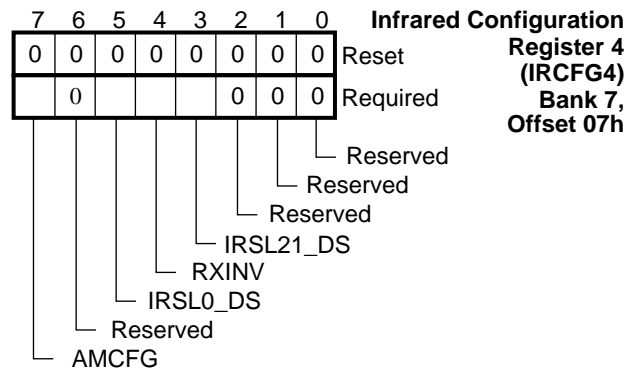 7 6 5 4 3 2 1 0
Infrared Configuration
Register 4
(IRCFG4)
Bank 7,
Offset 07h
0 0 0 0 0 0 0 0 Reset
0 0 0 0 Required
Reserved
Reserved
Reserved
IRSL21_DS
RXINV
IRSL0_DS
Reserved
AMCFG